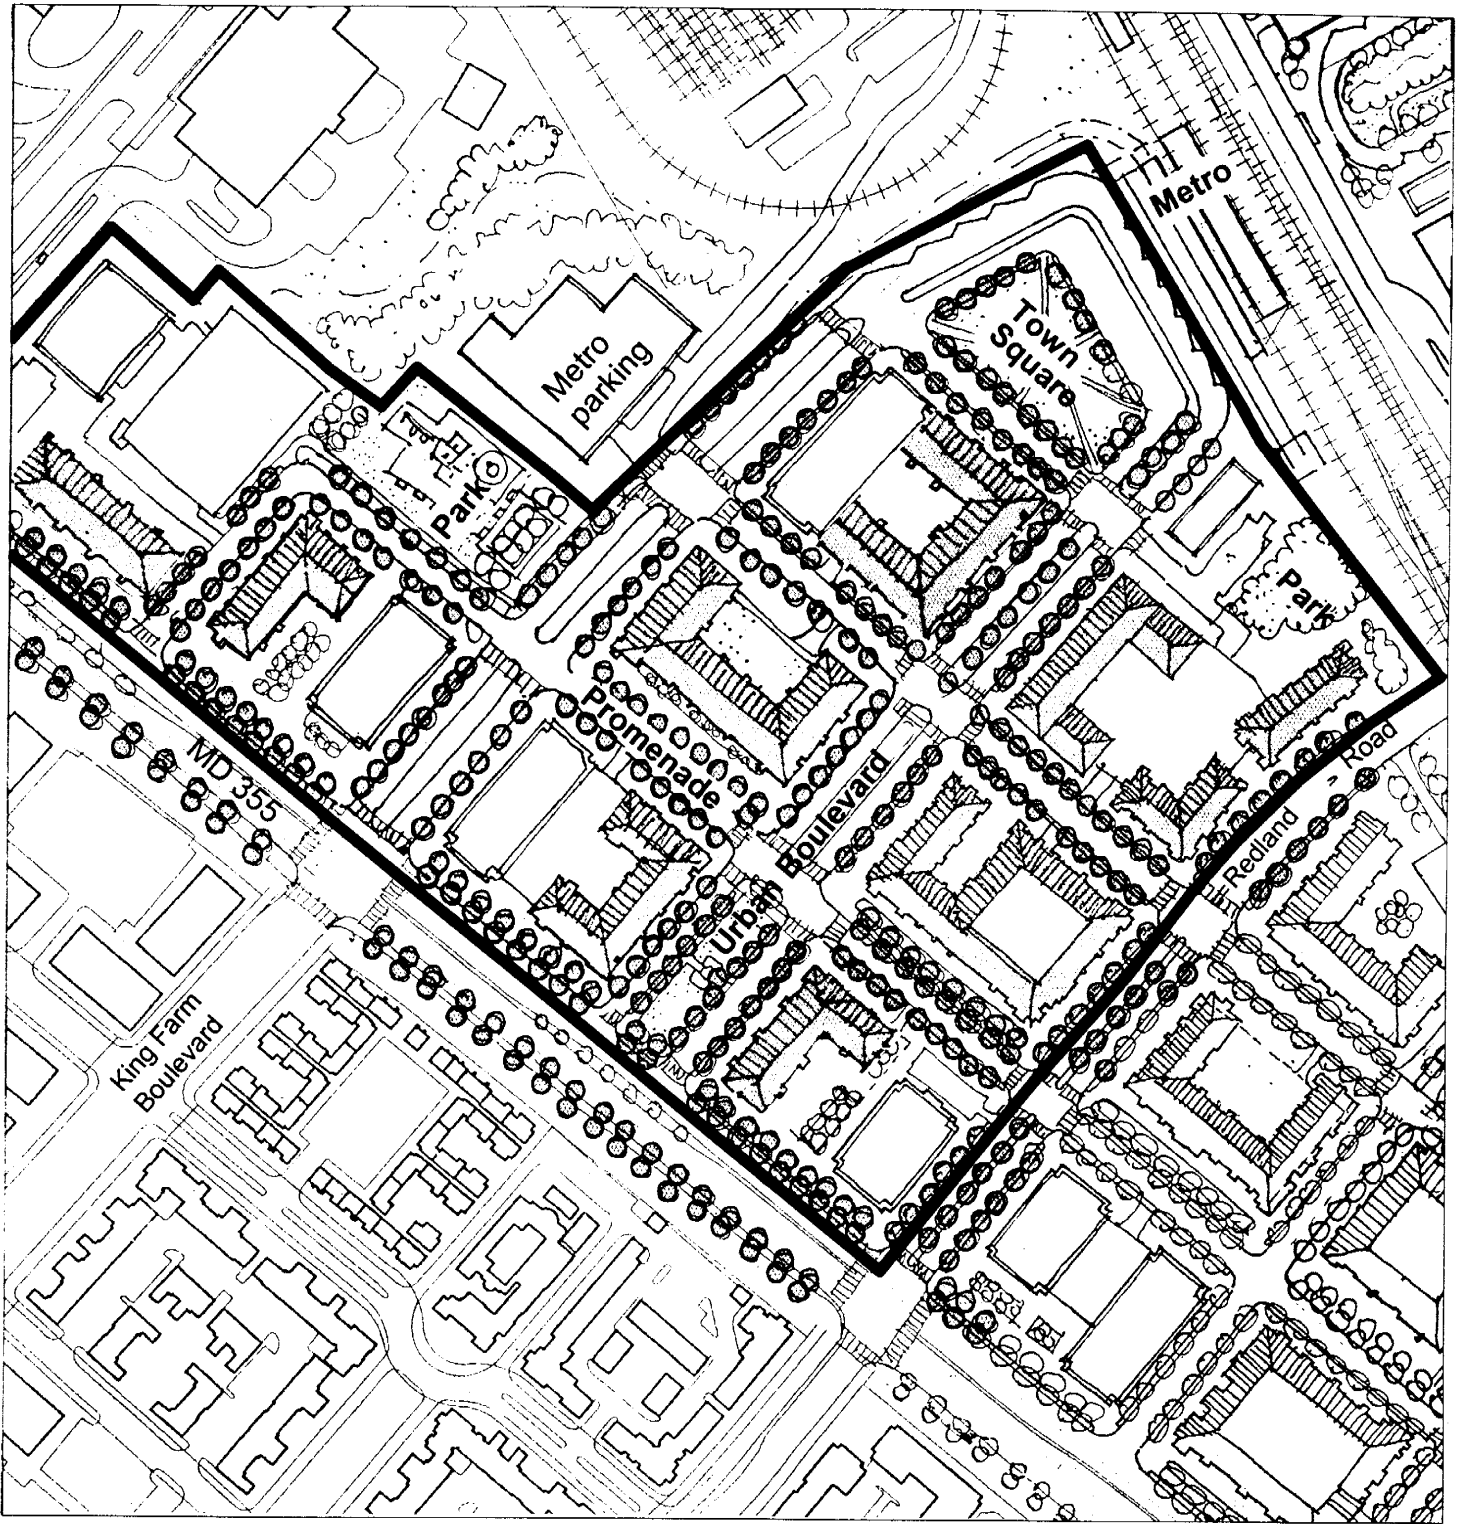 Metro
Town
Square
Metro
parking
Park
Park
Promenade
Urban Boulevard
MD 355
Redland Road
King Farm
Boulevard